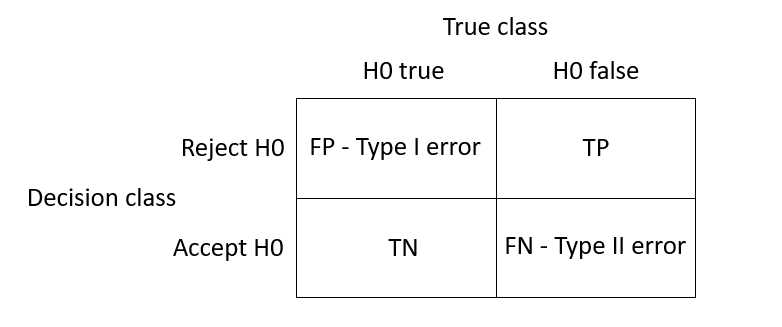 True class
H0 true H0 false
Reject H0 FP - Type I error TP
Decision class
Accept H0 TN FN - Type II error